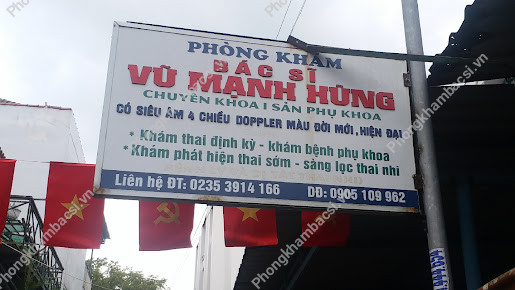 PHÒNG KHÁM
BÁC SĨ
VŨ MẠNH HÙNG
CHUYÊN KHOA I SẢN PHỤ KHOA
CÓ SIÊU ÂM 4 CHIỀU DOPPLER MÀU ĐỜI MỚI, HIỆN ĐẠI
* Khám thai định kỳ - khám bệnh phụ khoa
* Khám phát hiện thai sớm - sàng lọc thai nhi
Liên hệ ĐT: 0235 3914 166 DĐ: 0905 109 962
Phongkhambacsi.vn
Phongkhambacsi.vn
Phongkhambacsi.vn
Phongkhambacsi.vn